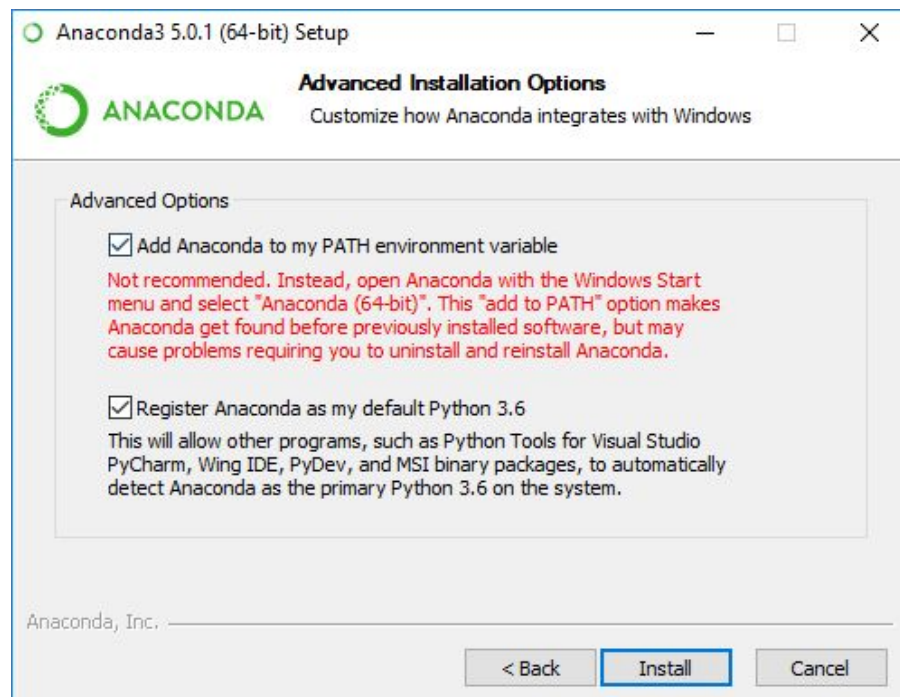 Anaconda3 5.0.1 (64-bit) Setup
ANACONDA
Advanced Installation Options
Customize how Anaconda integrates with Windows
Advanced Options
Add Anaconda to my PATH environment variable
Not recommended. Instead, open Anaconda with the Windows Start
menu and select "Anaconda (64-bit)". This "add to PATH" option makes
Anaconda get found before previously installed software, but may
cause problems requiring you to uninstall and reinstall Anaconda.
Register Anaconda as my default Python 3.6
This will allow other programs, such as Python Tools for Visual Studio
PyCharm, Wing IDE, PyDev, and MSI binary packages, to automatically
detect Anaconda as the primary Python 3.6 on the system.
Anaconda, Inc.
< Back Install Cancel